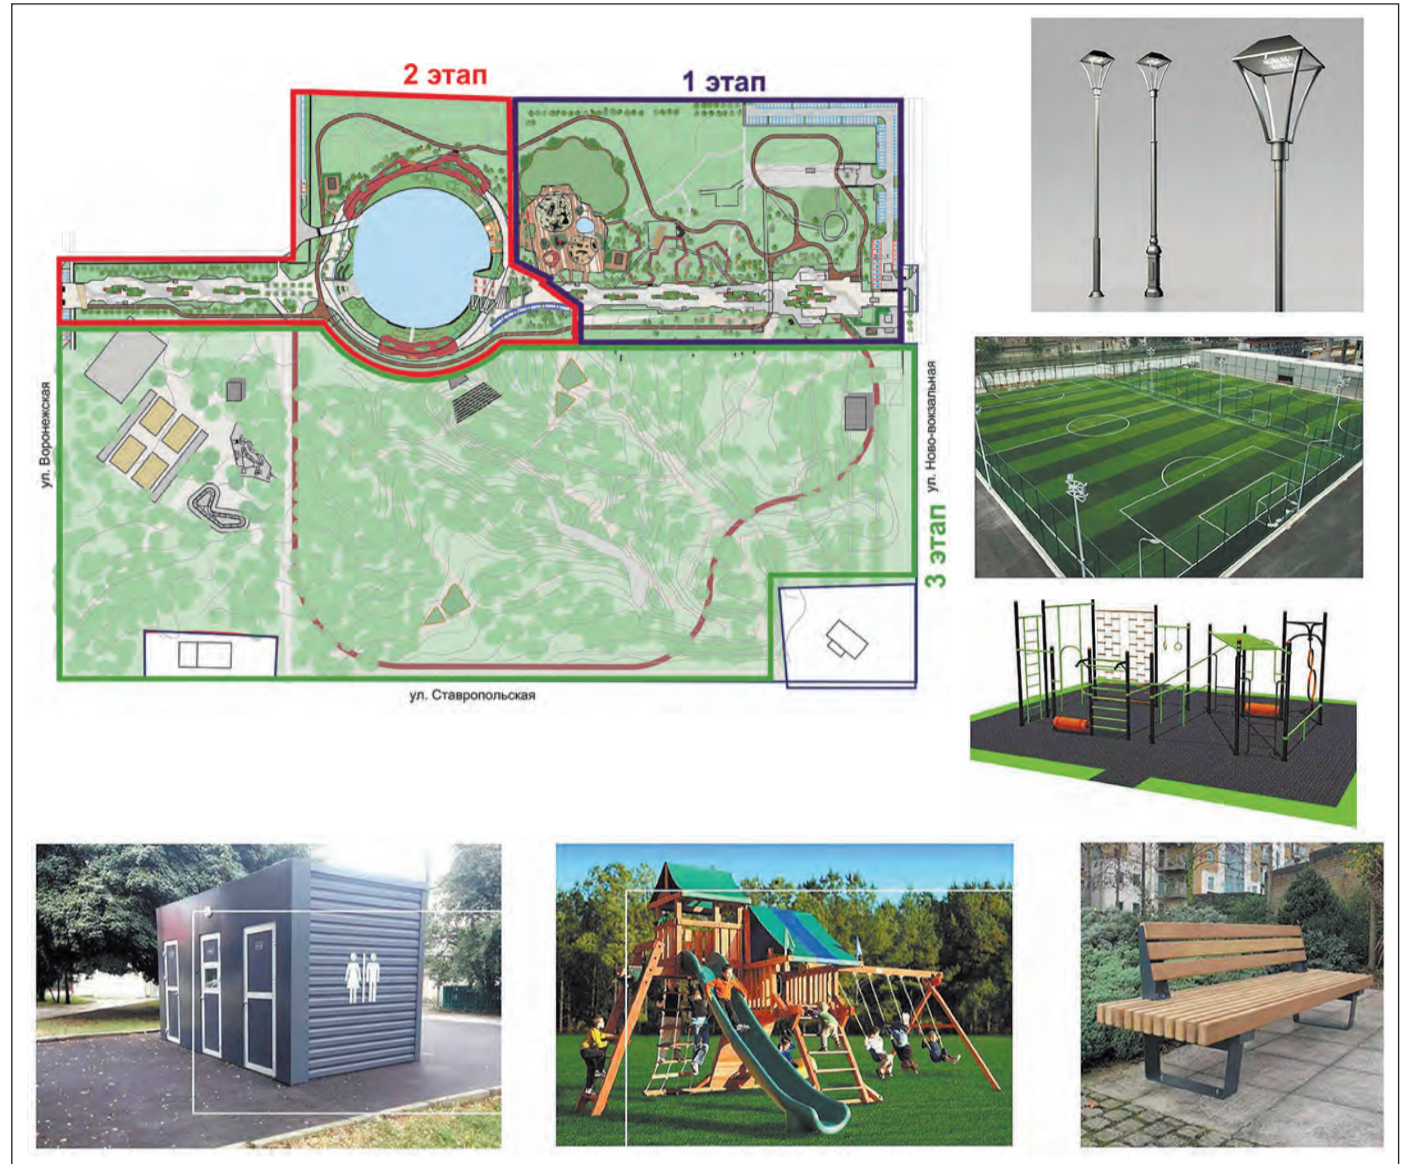 2 этап
1 этап
ул. Воронежская
ул. Ново-вокзальная
3 этап
ул. Ставропольская